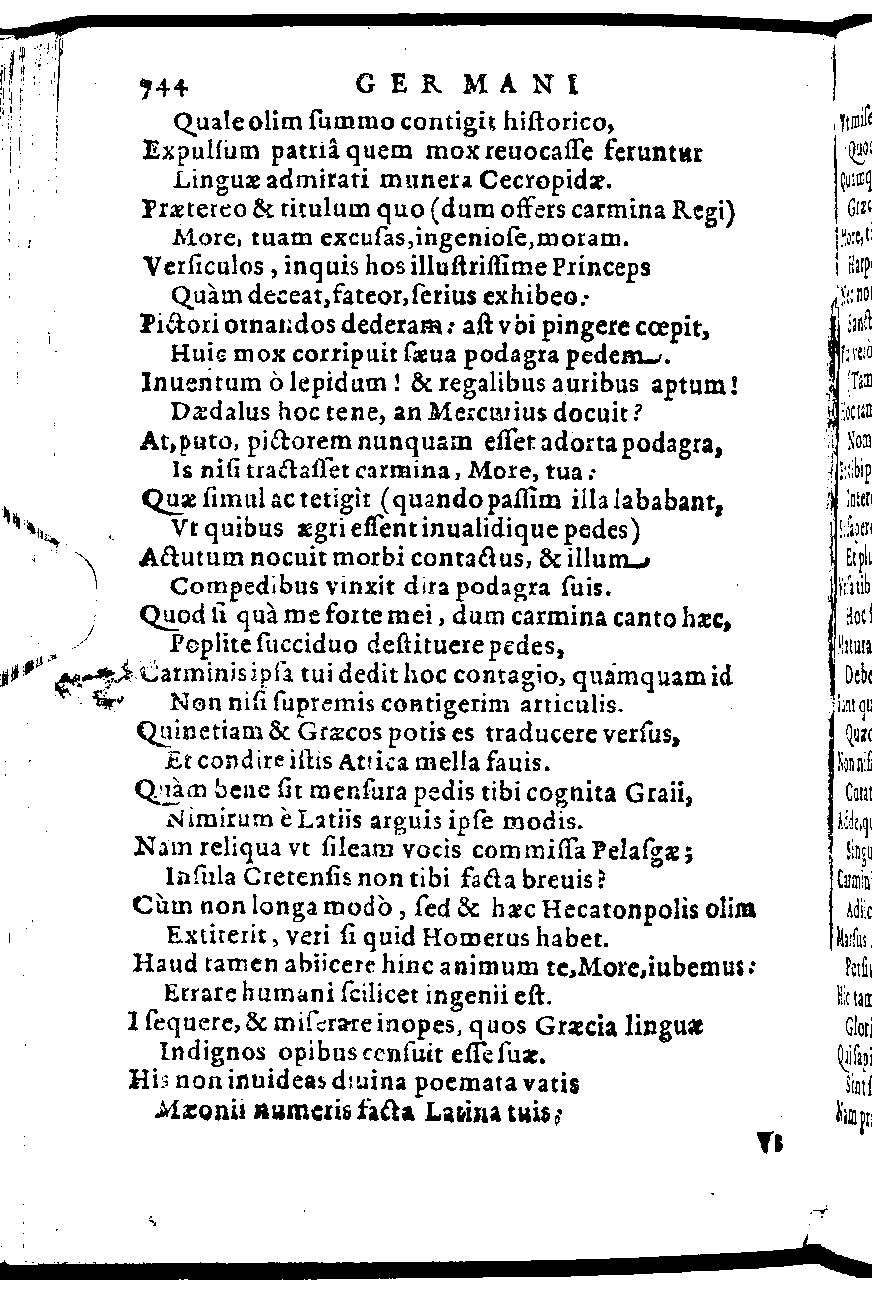 744 GERMANI
Qualeolim ſummo contigit hiſtorico,
Expulſum patriâ quem mox reuocaſſe feruntur
Linguæ admirati munera Cecropidæ.
Prætereo & titulum quo (dum offers carmina Regi)
More, tuam excuſas, ingenioſe, moram.
Verſiculos, inquis hos illuſtriſſime Princeps
Quàm deceat, fateor, ſerius exhibeo:
Pictori ornandos dederam: aſt vbi pingere cœpit,
Huic mox corripuit ſæua podagra pedem.
Inuentum ò lepidum! & regalibus auribus aptum!
Dædalus hoc tene, an Mercurius docuit?
At, puto, pictorem nunquam eſſet adorta podagra,
Is niſi tractaſſet carmina, More, tua:
Quæ ſimul ac tetigit (quando paſſim illa lababant,
Vt quibus ægri eſſent inualidique pedes)
Actutum nocuit morbi contactus, & illum
Compedibus vinxit dira podagra ſuis.
Quod ſi quà me forte mei, dum carmina canto hæc,
Poplite ſucciduo deſtituere pedes,
Carminis ipſa tui dedit hoc contagio, quamquam id
Non niſi ſupremis contigerim articulis.
Quinetiam & Græcos potis es traducere verſus,
Et condire iſtis Attica mella fauis.
Quàm bene ſit menſura pedis tibi cognita Graii,
Nimirum è Latiis arguis ipſe modis.
Nam reliqua vt ſileam vocis commiſſa Pelaſgæ;
Inſula Cretenſis non tibi facta breuis?
Cùm non longa modò, ſed & hæc Hecatonpolis olim
Extiterit, veri ſi quid Homerus habet.
Haud tamen abiicere hinc animum te, More, iubemus:
Errare humani ſcilicet ingenii eſt.
I ſequere, & miſerare inopes, quos Græcia linguæ
Indignos opibus cenſuit eſſe ſuæ.
His non inuideas diuina poemata vatis
Mæonii numeris facta Latina tuis;
Vt